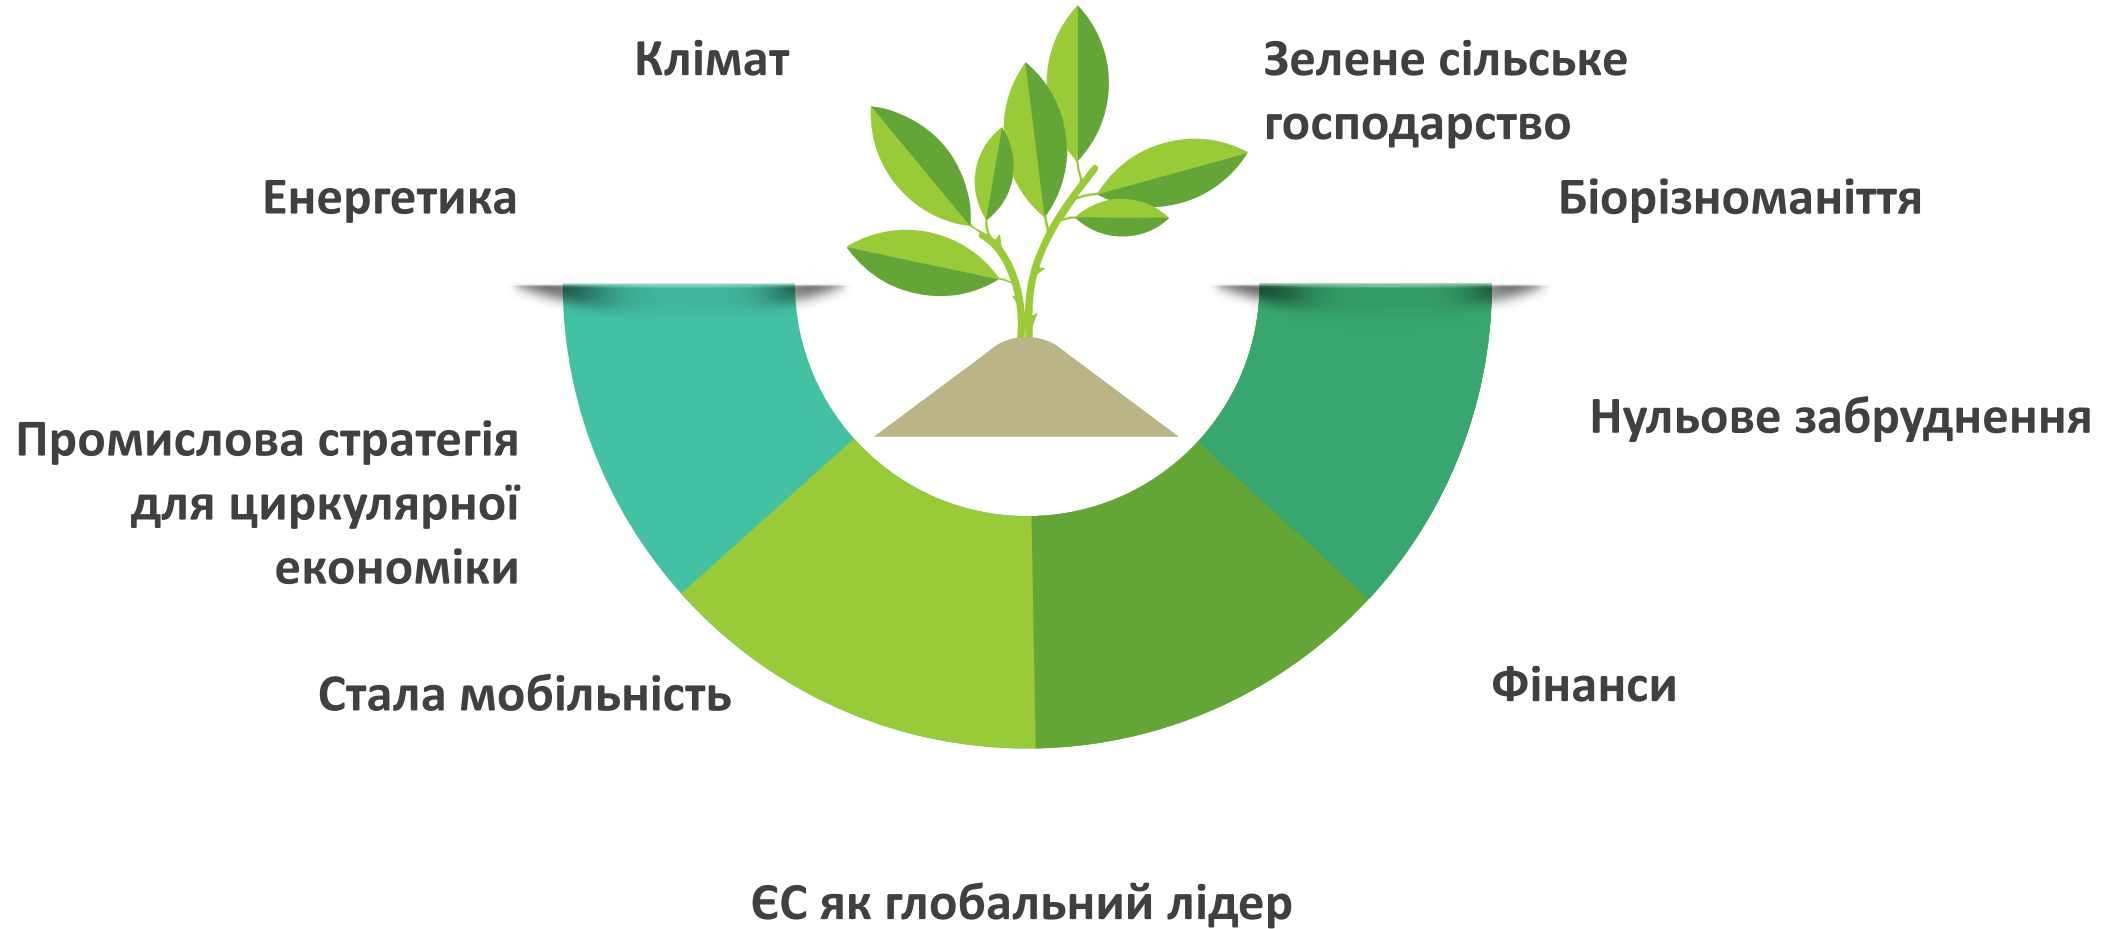 Клімат
Зелене сільське
господарство
Енергетика
Біорізноманіття
Промислова стратегія
для циркулярної
економіки
Нульове забруднення
Стала мобільність
Фінанси
ЄС як глобальний лідер